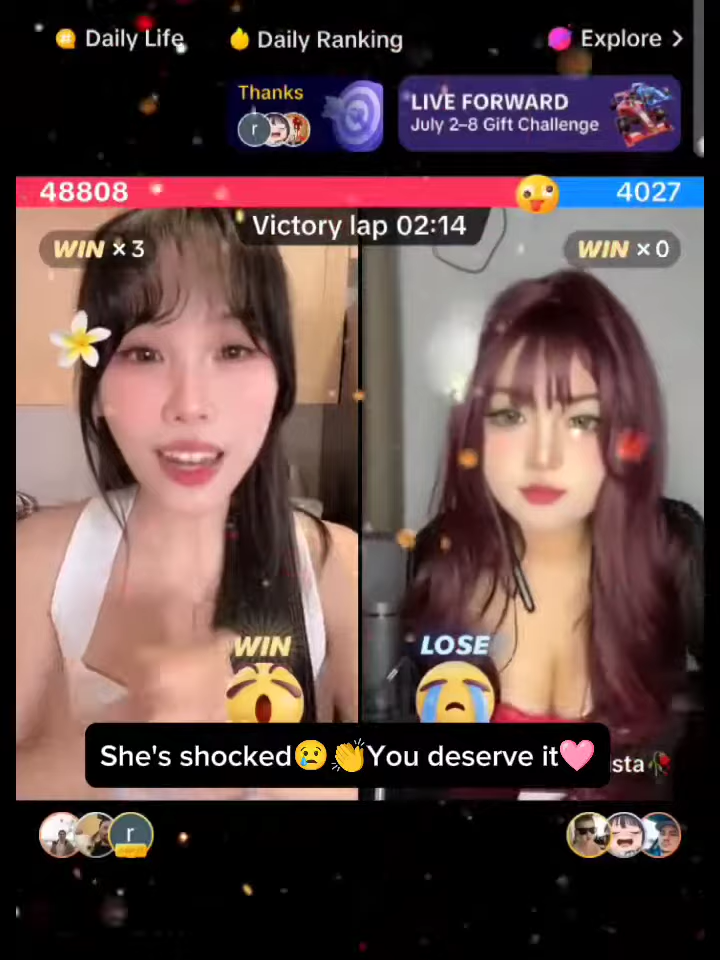 Daily Life
Daily Ranking
Explore >
Thanks
r
LIVE FORWARD
July 2–8 Gift Challenge
48808
4027
Victory lap 02:14
WIN × 3
WIN × 0
WIN
LOSE
She's shocked😢👏You deserve it🩷
sta🥀
r